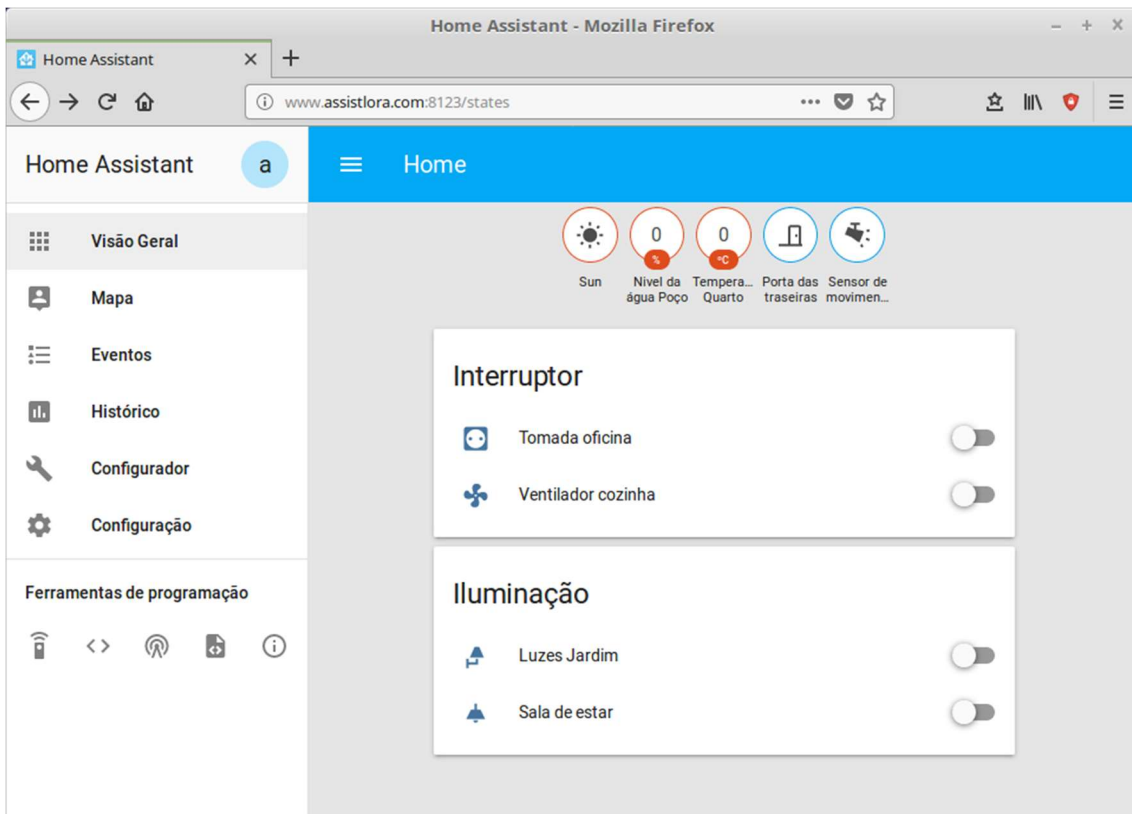 Home Assistant - Mozilla Firefox
Home Assistant
www.assistlora.com:8123/states
Home Assistant
a
Home
Visão Geral
Mapa
Eventos
Histórico
Configurador
Configuração
Ferramentas de programação
Sun
0
%
Nivel da
água Poço
0
ºC
Tempera...
Quarto
Porta das
traseiras
Sensor de
movimen...
Interruptor
Tomada oficina
Ventilador cozinha
Iluminação
Luzes Jardim
Sala de estar